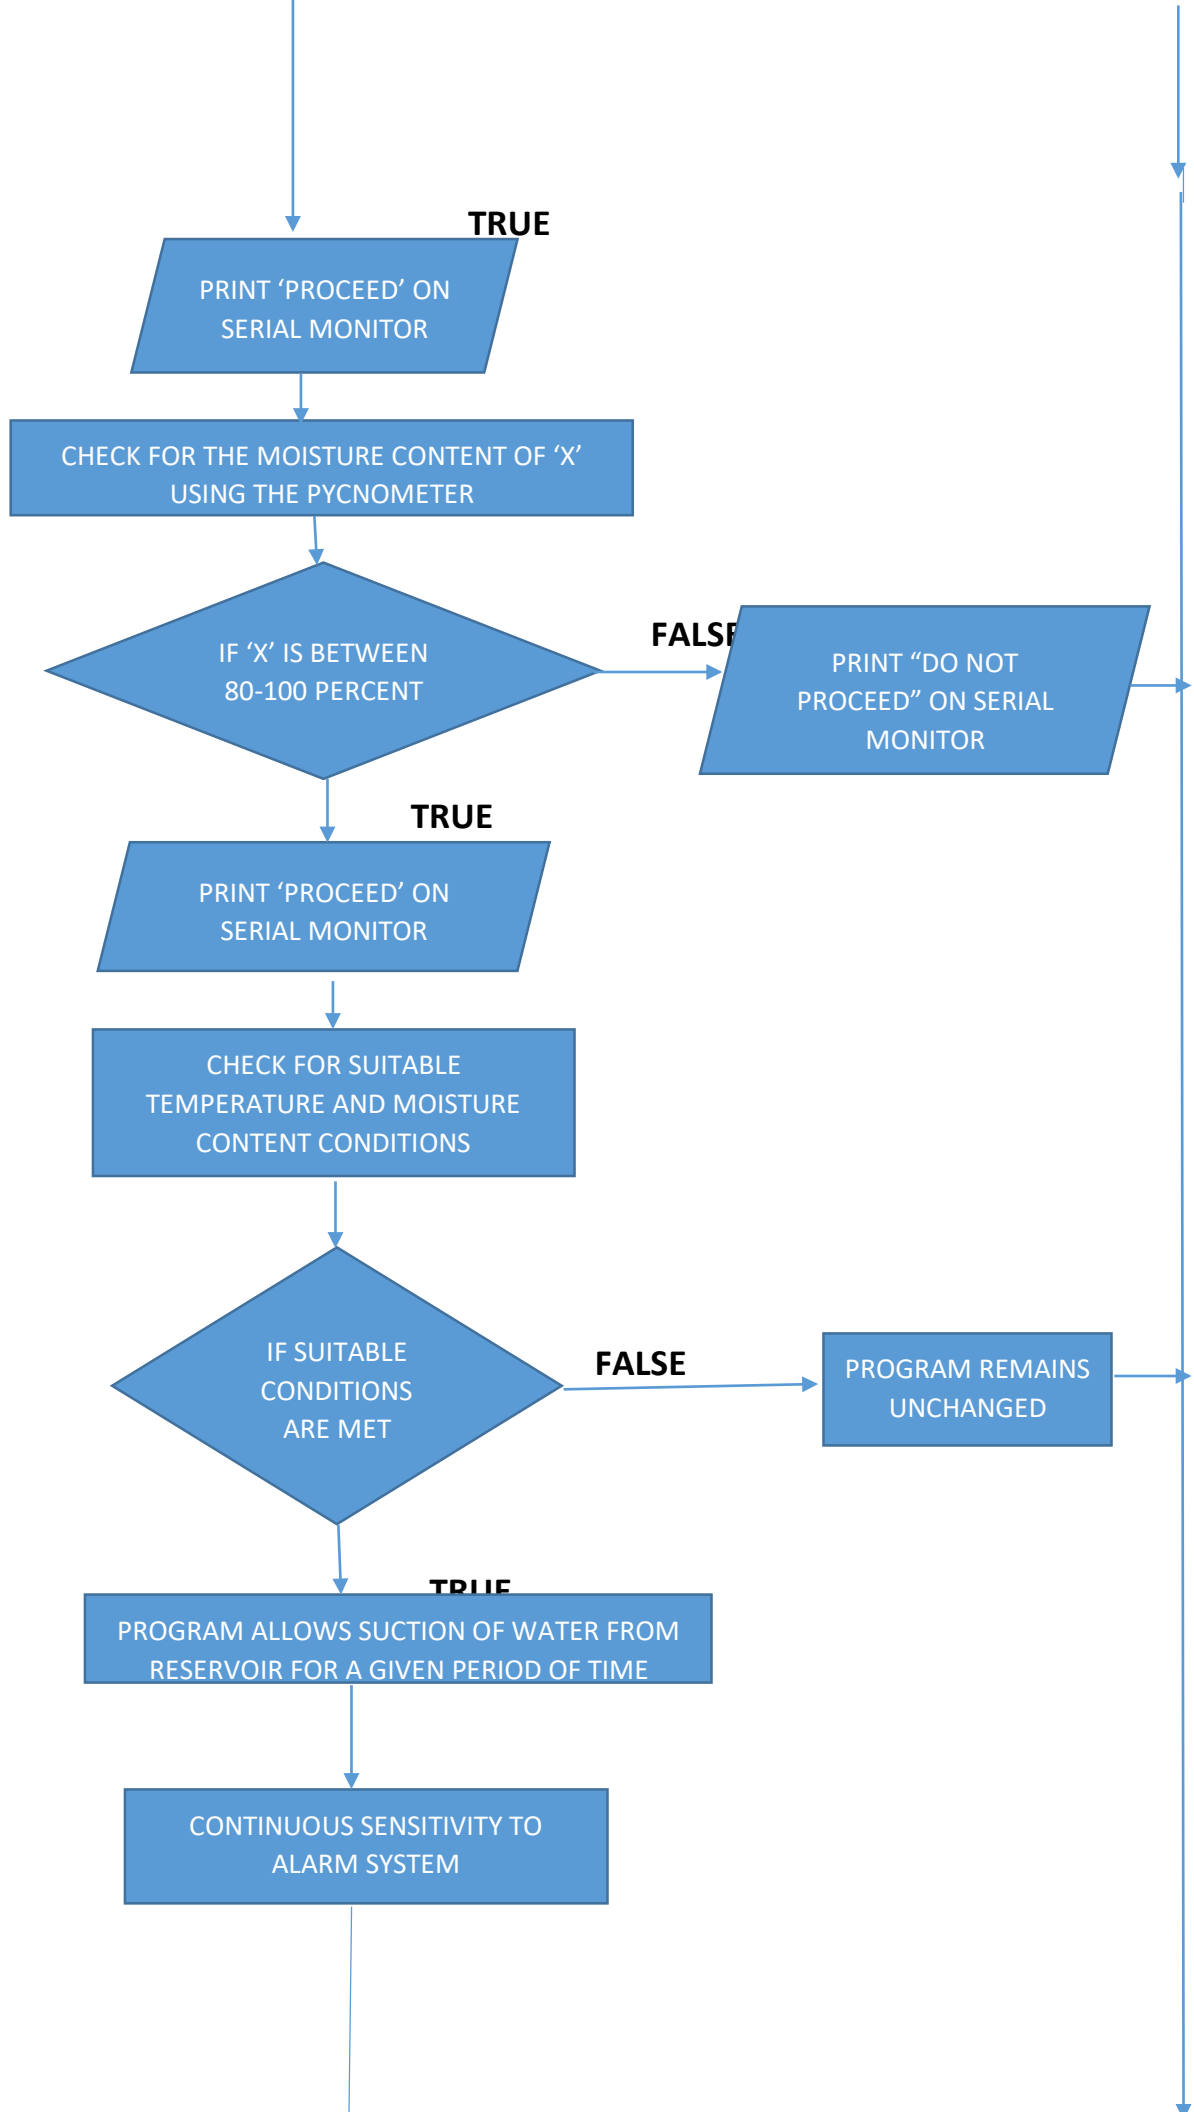 TRUE
PRINT ‘PROCEED’ ON
SERIAL MONITOR
CHECK FOR THE MOISTURE CONTENT OF ‘X’
USING THE PYCNOMETER
IF ‘X’ IS BETWEEN
80-100 PERCENT
FALSE
PRINT “DO NOT
PROCEED” ON SERIAL
MONITOR
TRUE
PRINT ‘PROCEED’ ON
SERIAL MONITOR
CHECK FOR SUITABLE
TEMPERATURE AND MOISTURE
CONTENT CONDITIONS
IF SUITABLE
CONDITIONS
ARE MET
FALSE
PROGRAM REMAINS
UNCHANGED
TRUE
PROGRAM ALLOWS SUCTION OF WATER FROM
RESERVOIR FOR A GIVEN PERIOD OF TIME
CONTINUOUS SENSITIVITY TO
ALARM SYSTEM